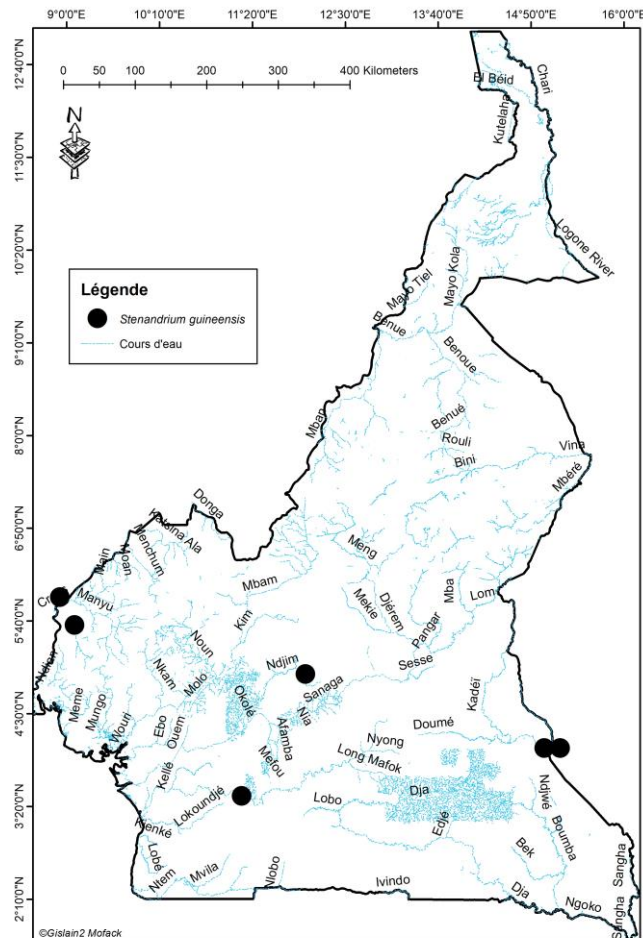 9°0'0"E 10°10'0"E 11°20'0"E 12°30'0"E 13°40'0"E 14°50'0"E 16°0'0"E
12°40'0"N
11°30'0"N
10°20'0"N
9°10'0"N
8°0'0"N
6°50'0"N
5°40'0"N
4°30'0"N
3°20'0"N
2°10'0"N
0 50 100 200 300 400 Kilometers
N
El Béid
Chari
Kutelaha
Logone River
Légende
Stenandrium guineensis
Cours d'eau
Mayo Tiel
Mayo Kola
Benue
Benoue
Benué
Mban
Rouli
Vina
Bini
Mbéré
Donga
Katsina Ala
Menchum
Meng
Manyu
Mbam
Mekie
Djérem
Mba
Lom
Kim
Pangar
Noun
Ndjim
Sesse
Nkam
Molo
Sanaga
Kadéï
Meme
Mungo
Wouri
Okolé
Nia
Ebo
Ouem
Afamba
Doumé
Nyong
Mefou
Long Mafok
Kellé
Lokoundjé
Lobo
Dja
Ndjwé
Kienké
Edjé
Boumba
Lobé
Bek
Mvila
Nlobo
Ntem
Ivindo
Dja
Ngoko
Sangha
Sangha
©Gislain2 Mofack